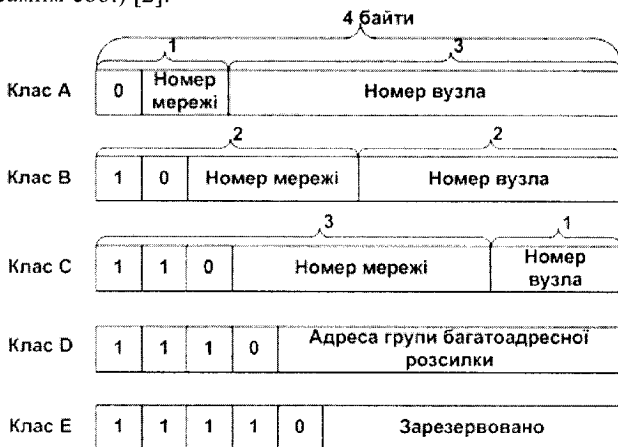 [2].
4 байти
1 3
Клас A 0 Номер мережі Номер вузла
2 2
Клас B 1 0 Номер мережі Номер вузла
3 1
Клас C 1 1 0 Номер мережі Номер вузла
Клас D 1 1 1 0 Адреса групи багатоадресної розсилки
Клас E 1 1 1 1 0 Зарезервовано